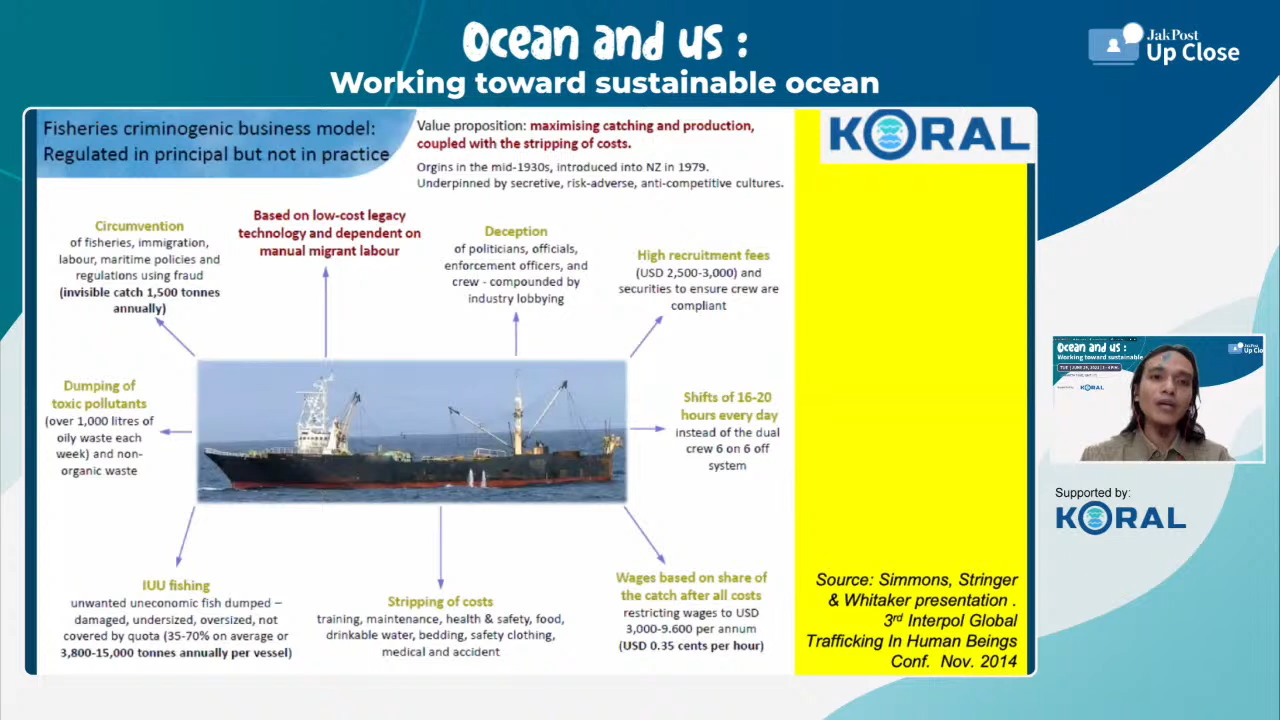 Ocean and us :
Working toward sustainable ocean
JakPost
Up Close
Fisheries criminogenic business model:
Regulated in principal but not in practice
Value proposition: maximising catching and production,
coupled with the stripping of costs.
Orgins in the mid-1930s, introduced into NZ in 1979.
Underpinned by secretive, risk-adverse, anti-competitive cultures.
KORAL
Circumvention
of fisheries, immigration,
labour, maritime policies and
regulations using fraud
(invisible catch 1,500 tonnes
annually)
Based on low-cost legacy
technology and dependent on
manual migrant labour
Deception
of politicians, officials,
enforcement officers, and
crew - compounded by
industry lobbying
High recruitment fees
(USD 2,500-3,000) and
securities to ensure crew are
compliant
Dumping of
toxic pollutants
(over 1,000 litres of
oily waste each
week) and non-
organic waste
Shifts of 16-20
hours every day
instead of the dual
crew 6 on 6 off
system
IUU fishing
unwanted uneconomic fish dumped –
damaged, undersized, oversized, not
covered by quota (35-70% on average or
3,800-15,000 tonnes annually per vessel)
Stripping of costs
training, maintenance, health & safety, food,
drinkable water, bedding, safety clothing,
medical and accident
Wages based on share of
the catch after all costs
restricting wages to USD
3,000-9.600 per annum
(USD 0.35 cents per hour)
Source: Simmons, Stringer
& Whitaker presentation .
3rd Interpol Global
Trafficking In Human Beings
Conf. Nov. 2014
Ocean and us :
Working toward sustainable
Up Clo
KORAL
Supported by:
KORAL